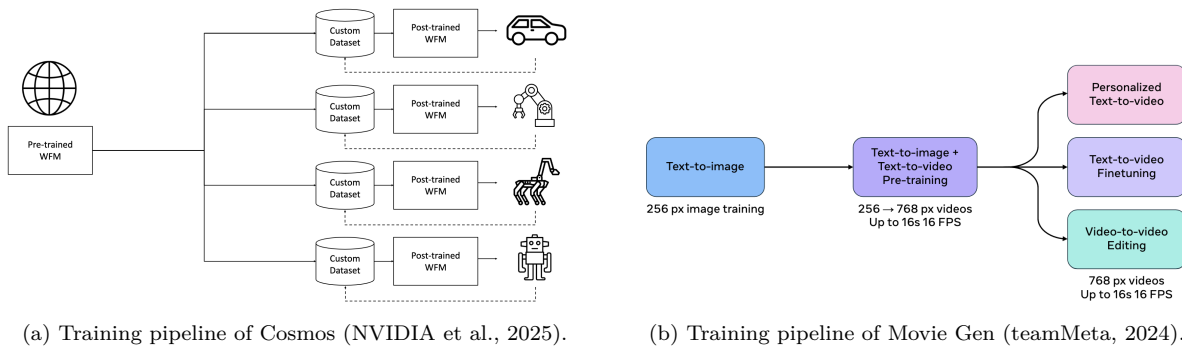 Pre-trained
WFM
Custom
Dataset
Post-trained
WFM
Custom
Dataset
Post-trained
WFM
Custom
Dataset
Post-trained
WFM
Custom
Dataset
Post-trained
WFM
(a) Training pipeline of Cosmos (NVIDIA et al., 2025).
Text-to-image
256 px image training
Text-to-image +
Text-to-video
Pre-training
256 → 768 px videos
Up to 16s 16 FPS
Personalized
Text-to-video
Text-to-video
Finetuning
Video-to-video
Editing
768 px videos
Up to 16s 16 FPS
(b) Training pipeline of Movie Gen (teamMeta, 2024).